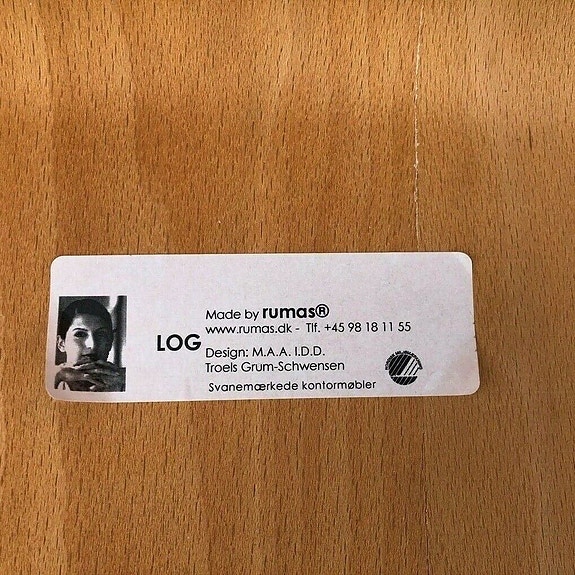 Made by rumas®
www.rumas.dk - Tlf. +45 98 18 11 55
LOG
Design: M.A.A. I.D.D.
Troels Grum-Schwensen
Svanemærkede kontormøbler